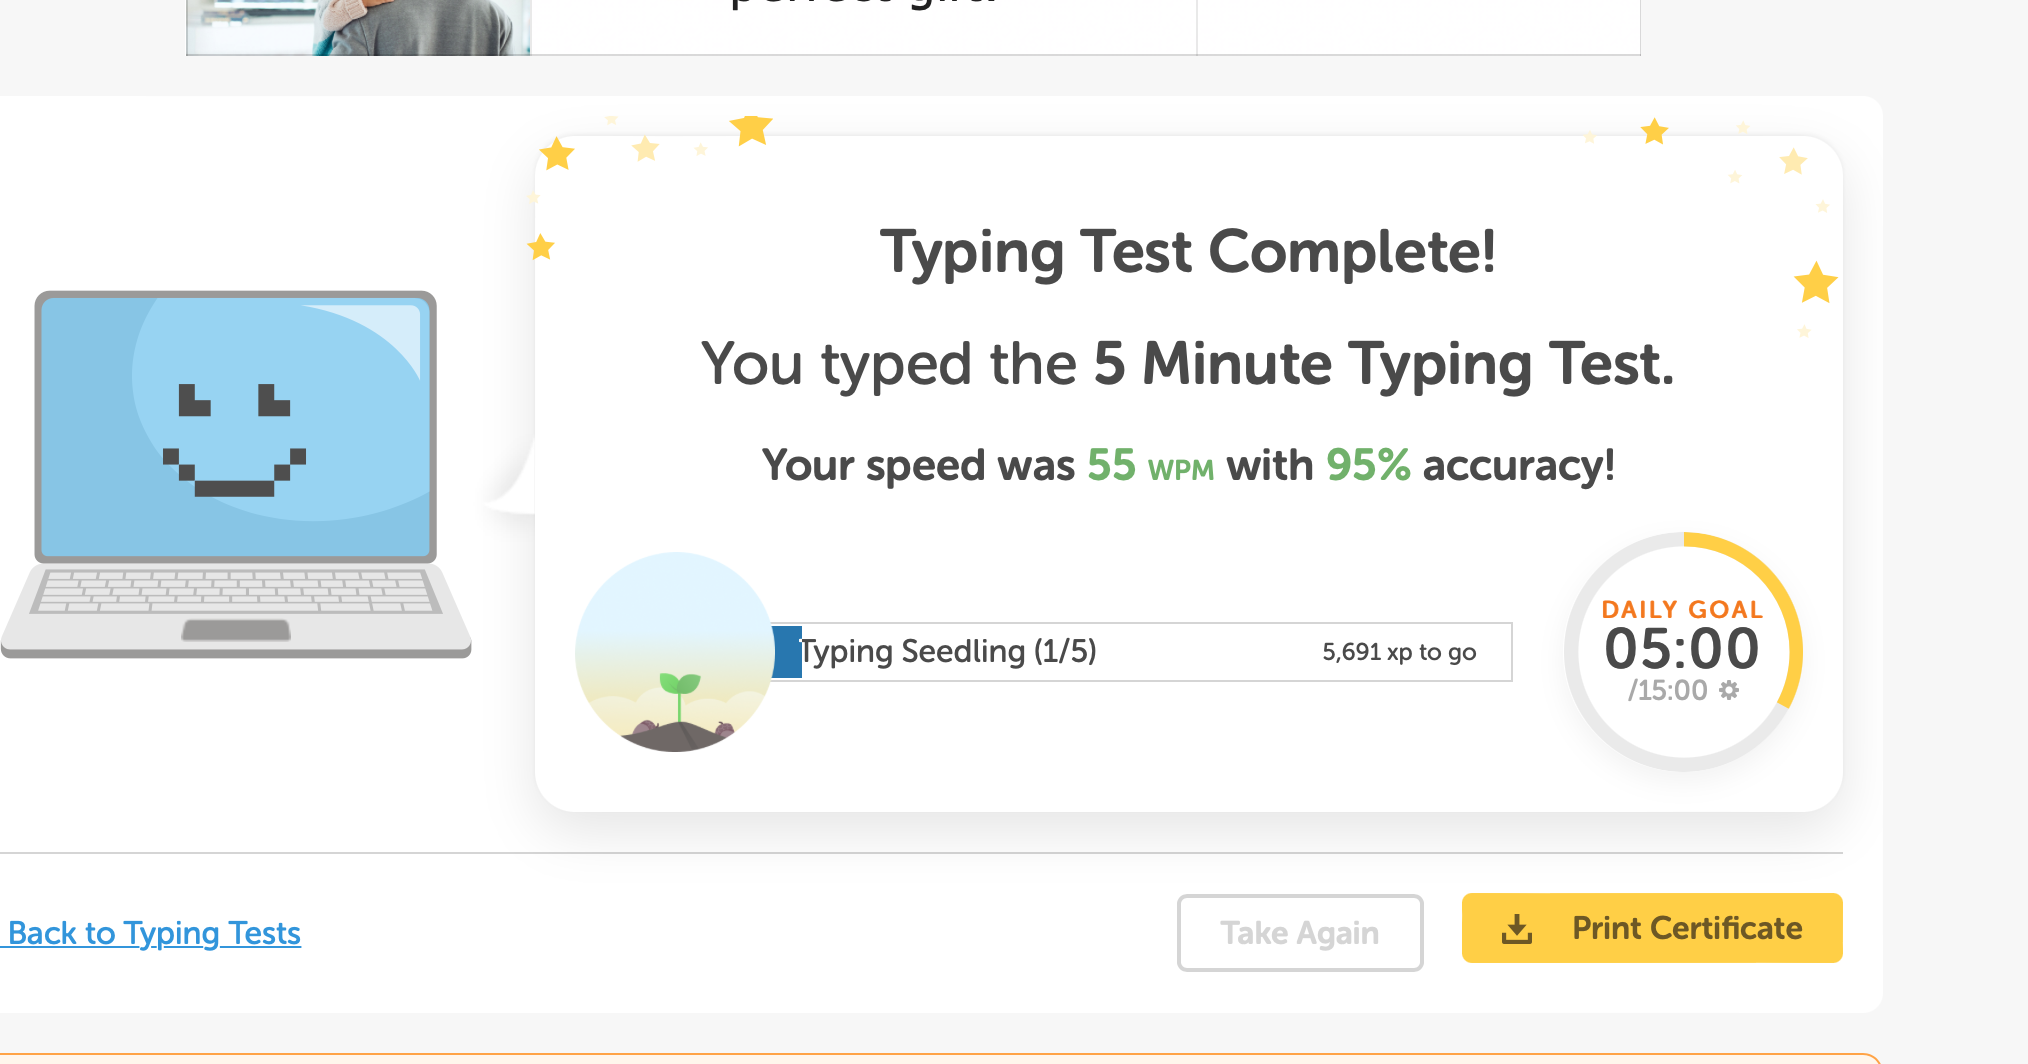 perfect gift.
Typing Test Complete!
You typed the 5 Minute Typing Test.
Your speed was 55 WPM with 95% accuracy!
Typing Seedling (1/5)
5,691 xp to go
DAILY GOAL
05:00
/15:00
Back to Typing Tests
Take Again
Print Certificate